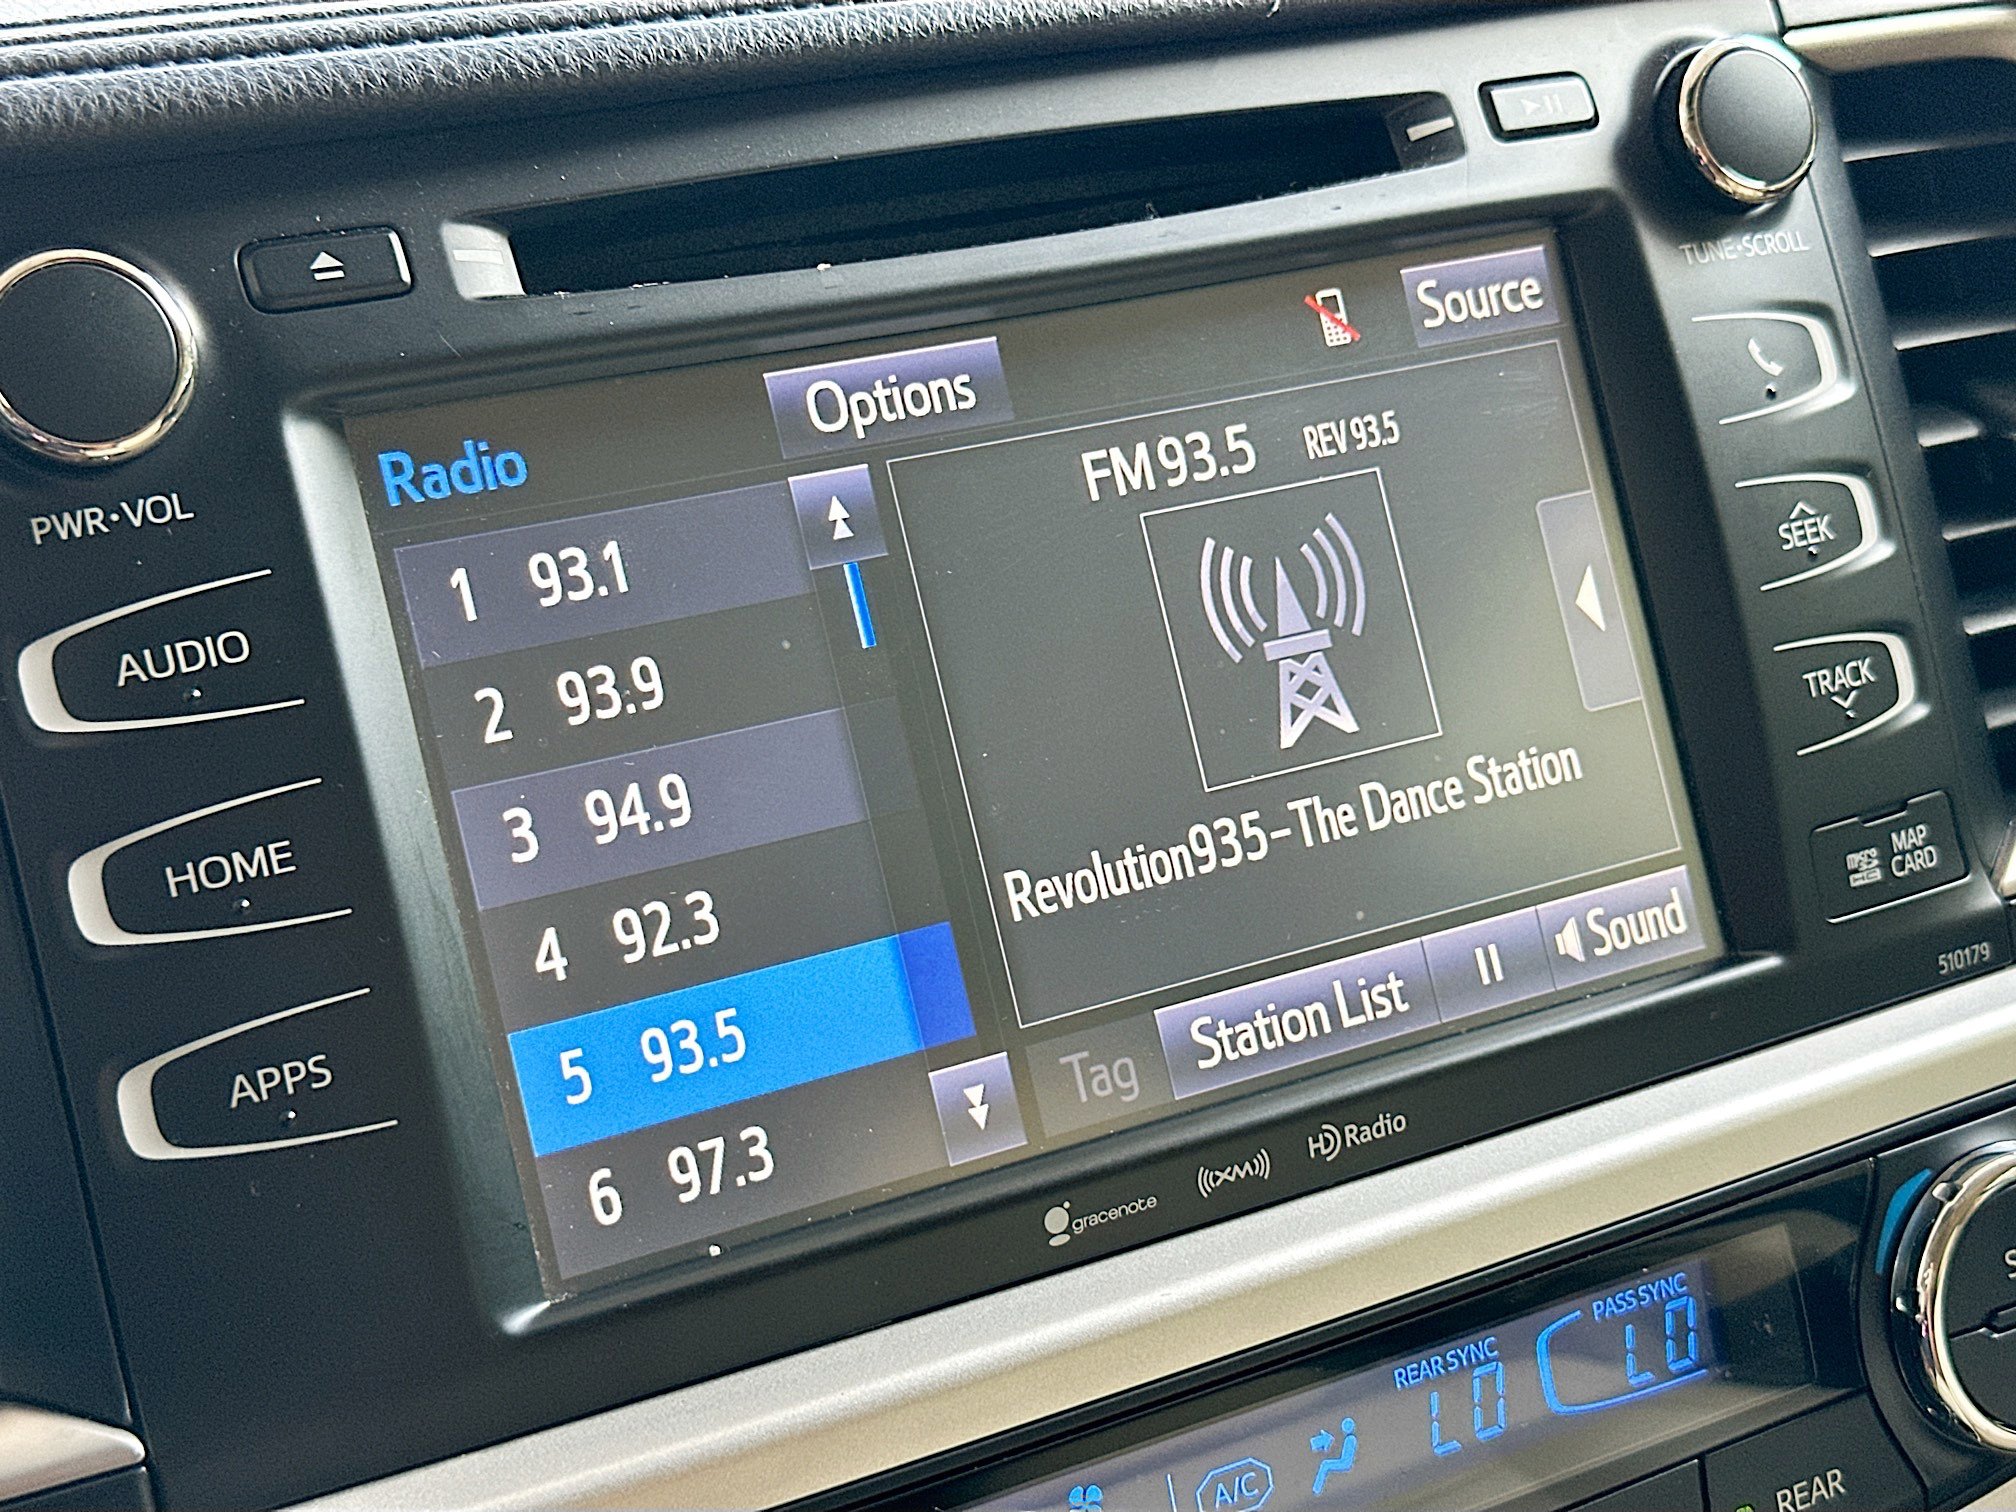 TUNE•SCROLL
PWR•VOL
AUDIO
HOME
APPS
Options
Source
Radio
1 93.1
2 93.9
3 94.9
4 92.3
5 93.5
6 97.3
FM 93.5 REV 93.5
Revolution935-The Dance Station
Tag
Station List
Sound
SEEK
TRACK
micro
HC
MAP
CARD
510179
gracenote
((XM))
HD Radio
REAR SYNC
LO
PASS SYNC
LO
A/C
REAR